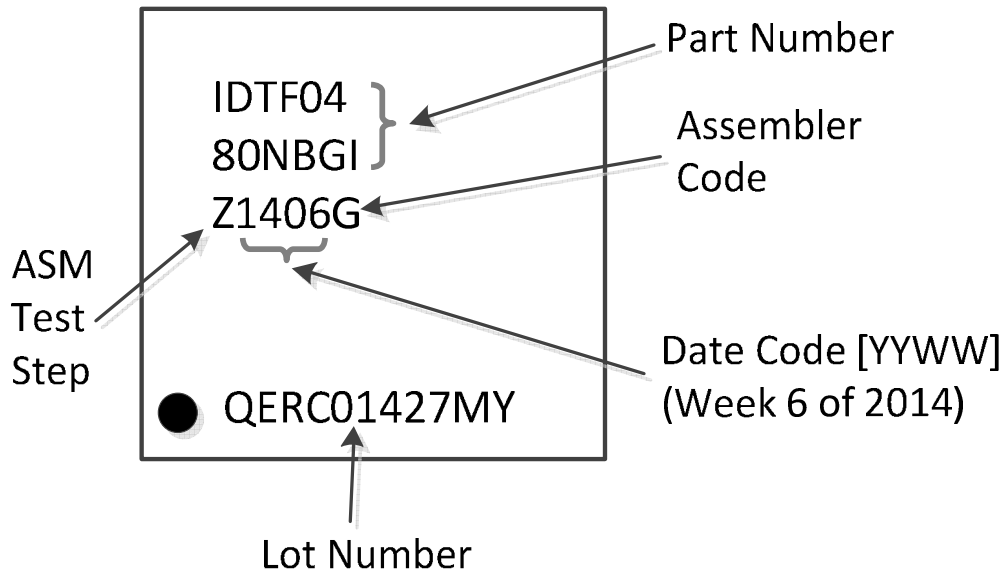 Part Number
IDTF04
80NBGI
Assembler
Code
Z1406G
ASM
Test
Step
Date Code [YYWW]
(Week 6 of 2014)
QERC01427MY
Lot Number